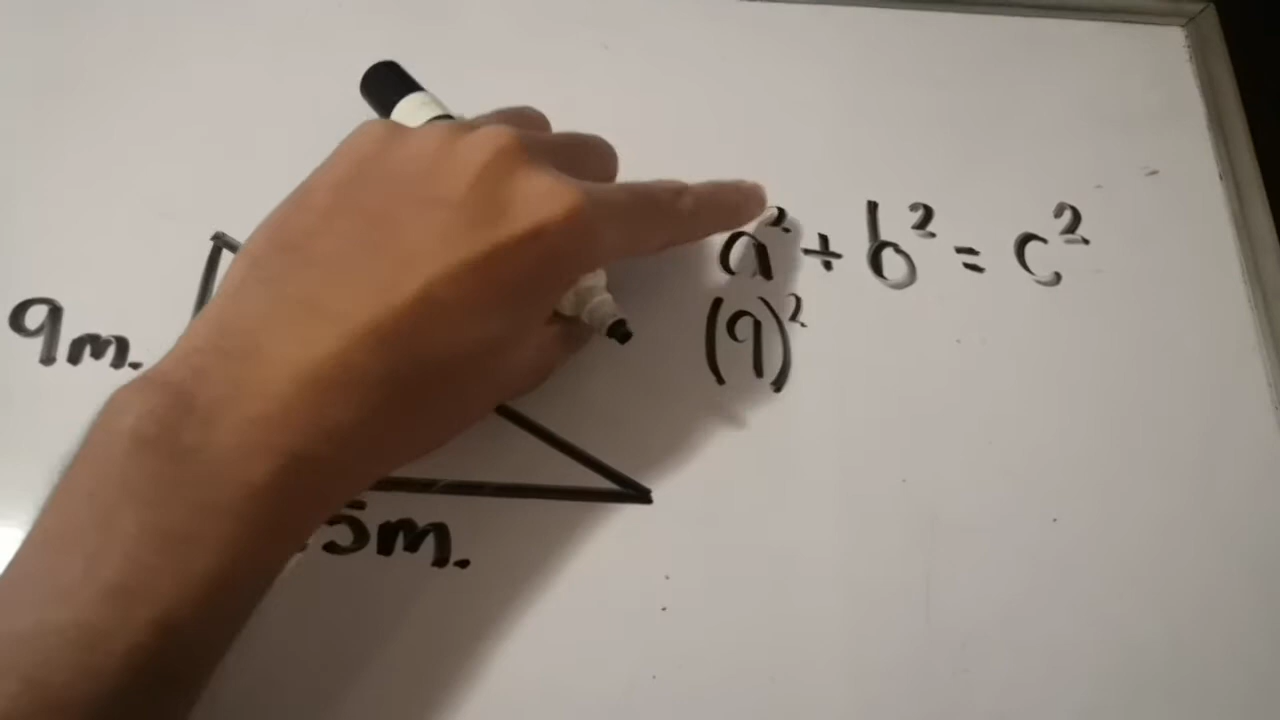 a² + b² = c²
(9)²
9m.
5m.